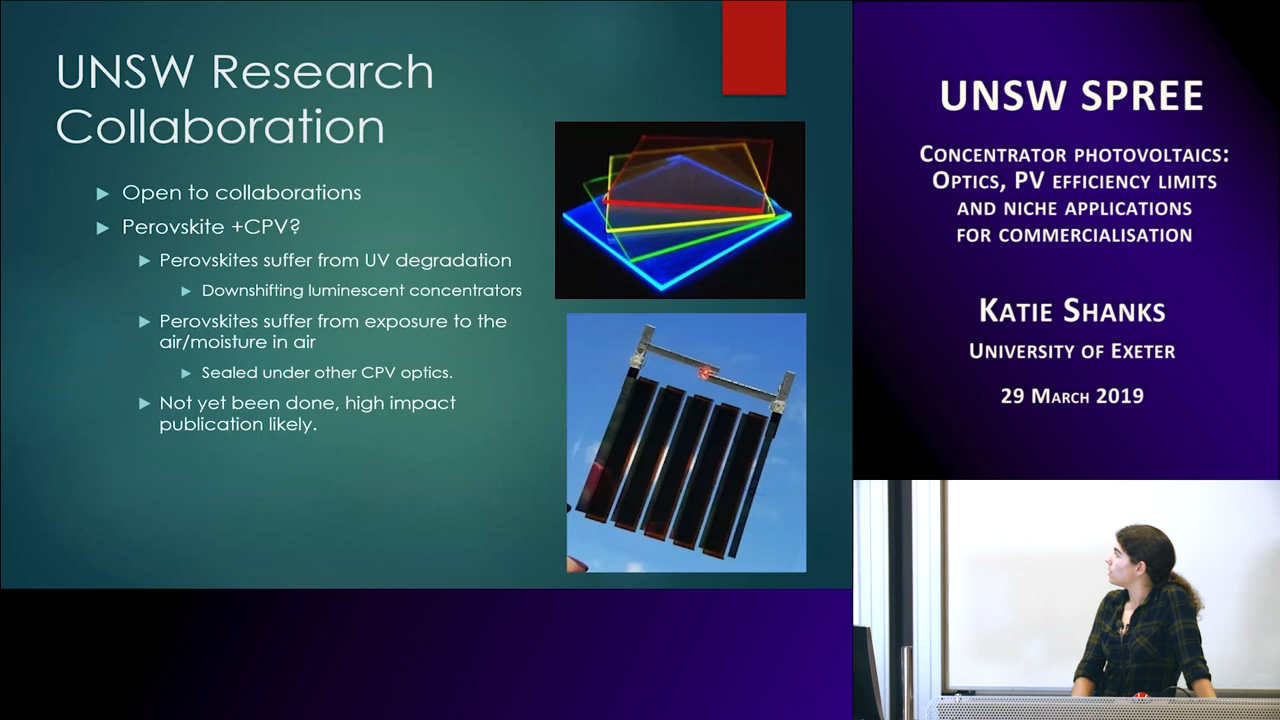 UNSW Research
Collaboration
Open to collaborations
Perovskite +CPV?
Perovskites suffer from UV degradation
Downshifting luminescent concentrators
Perovskites suffer from exposure to the
air/moisture in air
Sealed under other CPV optics.
Not yet been done, high impact
publication likely.
UNSW SPREE
CONCENTRATOR PHOTOVOLTAICS:
OPTICS, PV EFFICIENCY LIMITS
AND NICHE APPLICATIONS
FOR COMMERCIALISATION
KATIE SHANKS
UNIVERSITY OF EXETER
29 MARCH 2019